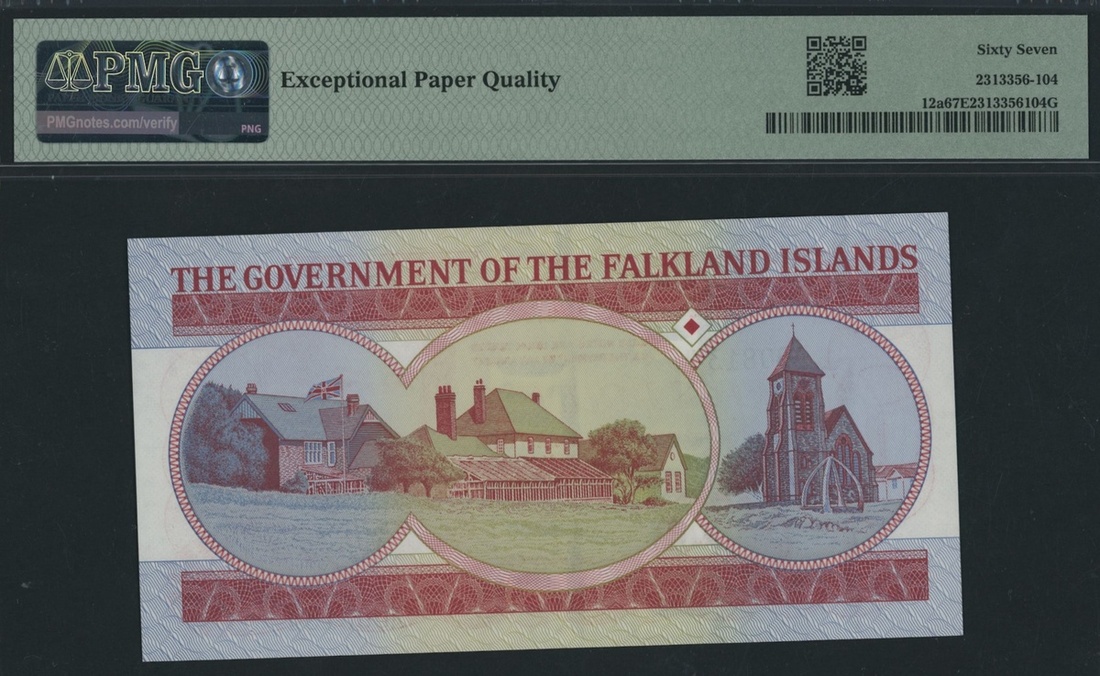 PMG
PMGnotes.com/verify
PNG
Exceptional Paper Quality
Sixty Seven
2313356-104
12a67E2313356104G
THE GOVERNMENT OF THE FALKLAND ISLANDS